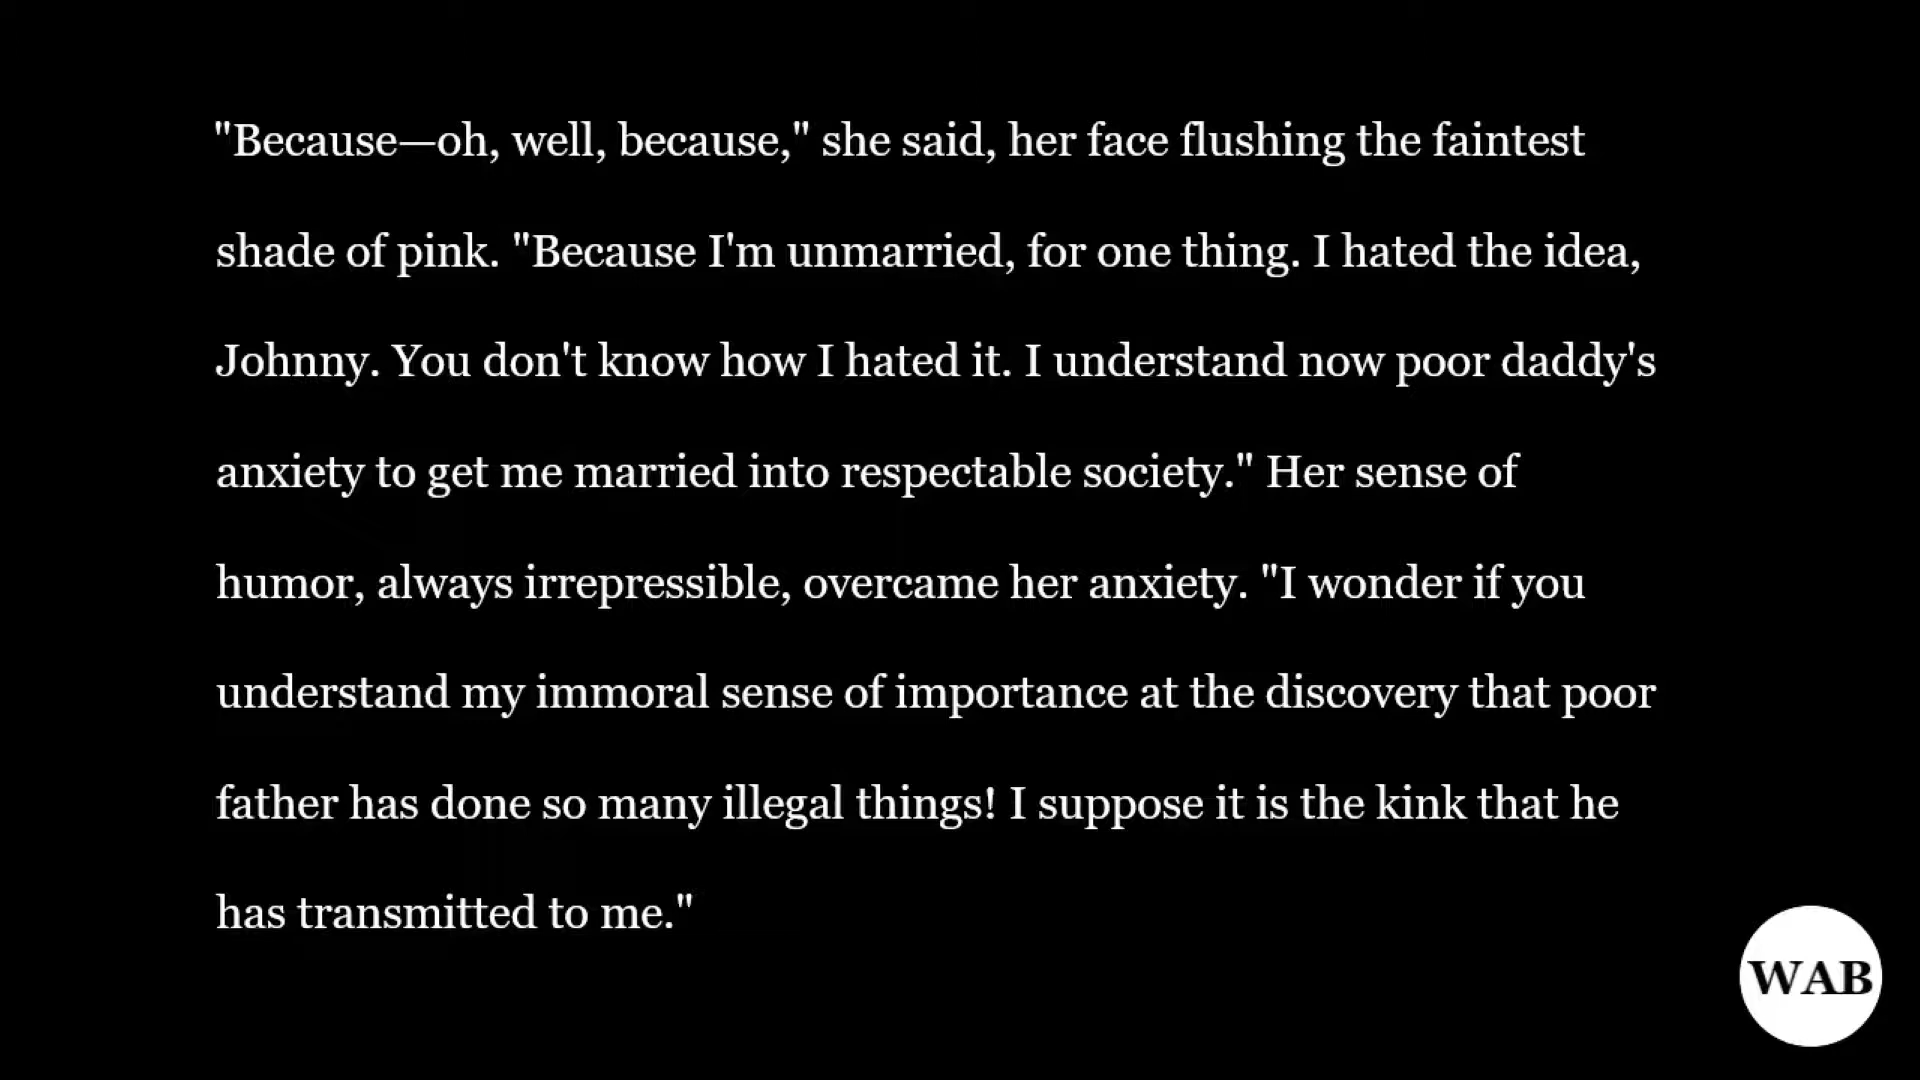 "Because—oh, well, because," she said, her face flushing the faintest
shade of pink. "Because I'm unmarried, for one thing. I hated the idea,
Johnny. You don't know how I hated it. I understand now poor daddy's
anxiety to get me married into respectable society." Her sense of
humor, always irrepressible, overcame her anxiety. "I wonder if you
understand my immoral sense of importance at the discovery that poor
father has done so many illegal things! I suppose it is the kink that he
has transmitted to me."
WAB